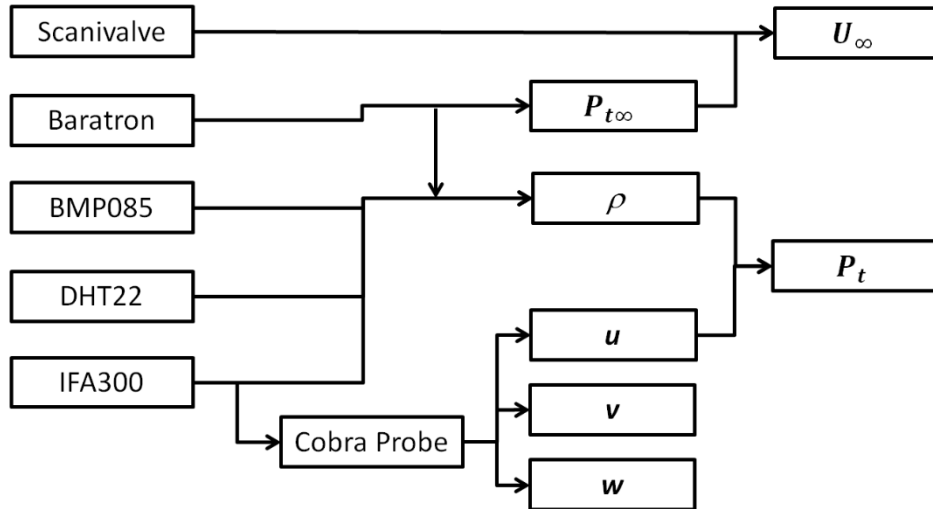 Scanivalve
U∞
Baratron
Pt∞
BMP085
ρ
DHT22
Pt
IFA300
u
Cobra Probe
v
w